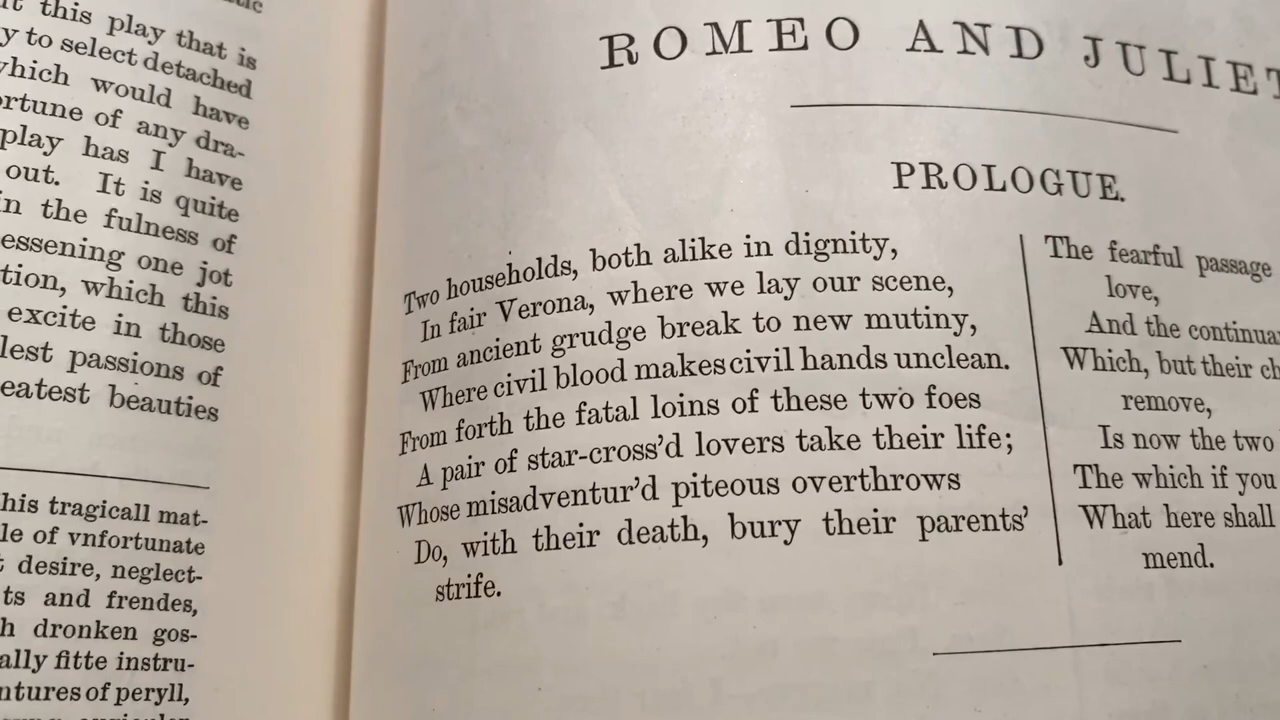 it this play that is
y to select detached
which would have
ortune of any dra-
play has I have
out. It is quite
in the fulness of
essening one jot
tion, which this
excite in those
lest passions of
eatest beauties
his tragicall mat-
le of vnfortunate
desire, neglect-
ts and frendes,
h dronken gos-
ally fitte instru-
ntures of peryll,
ROMEO AND JULIET
PROLOGUE.
Two households, both alike in dignity,
In fair Verona, where we lay our scene,
From ancient grudge break to new mutiny,
Where civil blood makes civil hands unclean.
From forth the fatal loins of these two foes
A pair of star-cross'd lovers take their life;
Whose misadventur'd piteous overthrows
Do, with their death, bury their parents'
strife.
The fearful passage
love,
And the continua
Which, but their ch
remove,
Is now the two
The which if you
What here shall
mend.